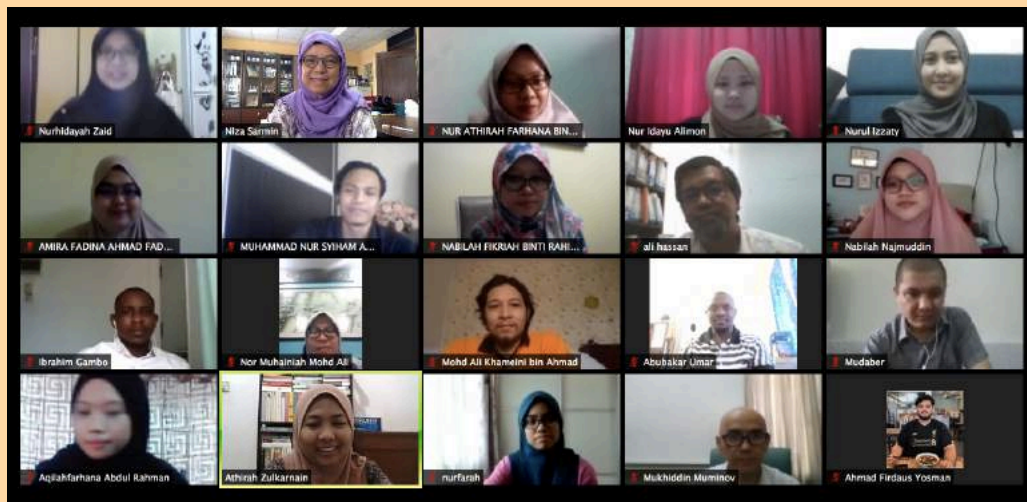 Nurhidayah Zaid
Niza Sarmin
NUR ATHIRAH FARHANA BIN...
Nur Idayu Alimon
Nurul Izzaty
AMIRA FADINA AHMAD FAD...
MUHAMMAD NUR SYIHAM A...
NABILAH FIKRIAH BINTI RAHI...
ali hassan
Nabilah Najmuddin
Ibrahim Gambo
Nor Muhainiah Mohd Ali
Mohd Ali Khameini bin Ahmad
Abubakar Umar
Mudaber
Aqilahfarhana Abdul Rahman
Athirah Zulkarnain
nurfarah
Mukhiddin Muminov
Ahmad Firdaus Yosman